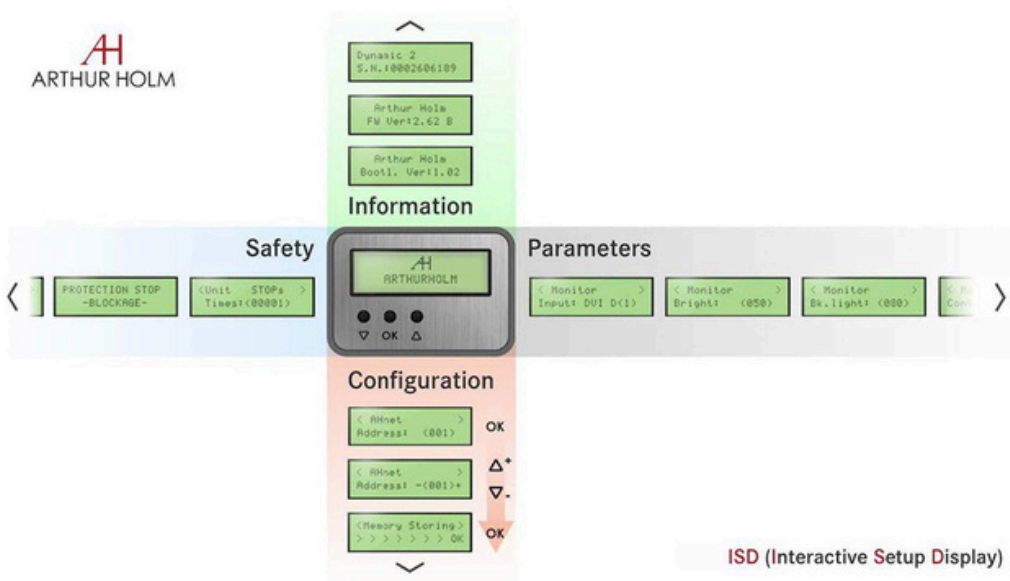 AH
ARTHUR HOLM
Dynamic 2
S.N.:0002606189
Arthur Holm
FW Ver:2.62 B
Arthur Holm
Bootl. Ver:1.02
Information
Safety
Parameters
PROTECTION STOP
-BLOCKAGE-
<Unit STOPs >
Times:(00001)
AH
ARTHURHOLM
▽ OK △
< Monitor >
Input: DVI D(1)
< Monitor >
Bright: (050)
< Monitor >
Bk.light: (080)
Configuration
< AHnet >
Address: (001)
OK
< AHnet >
Address: -(001)+
△+
▽-
<Memory Storing>
> > > > > > > OK
OK
ISD (Interactive Setup Display)